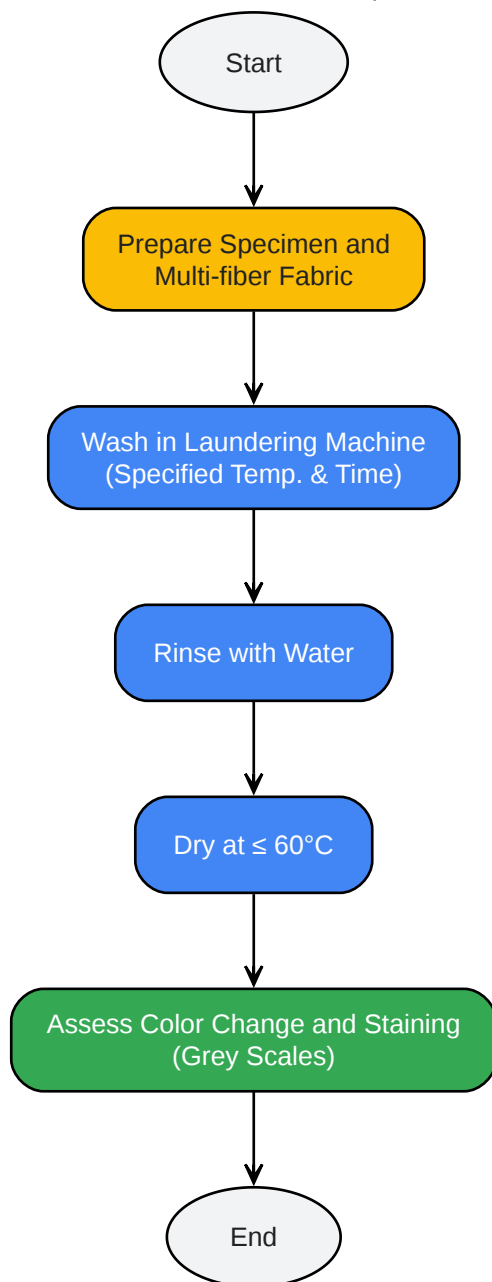 Start
Prepare Specimen and
Multi-fiber Fabric
Wash in Laundering Machine
(Specified Temp. & Time)
Rinse with Water
Dry at ≤ 60°C
Assess Color Change and Staining
(Grey Scales)
End